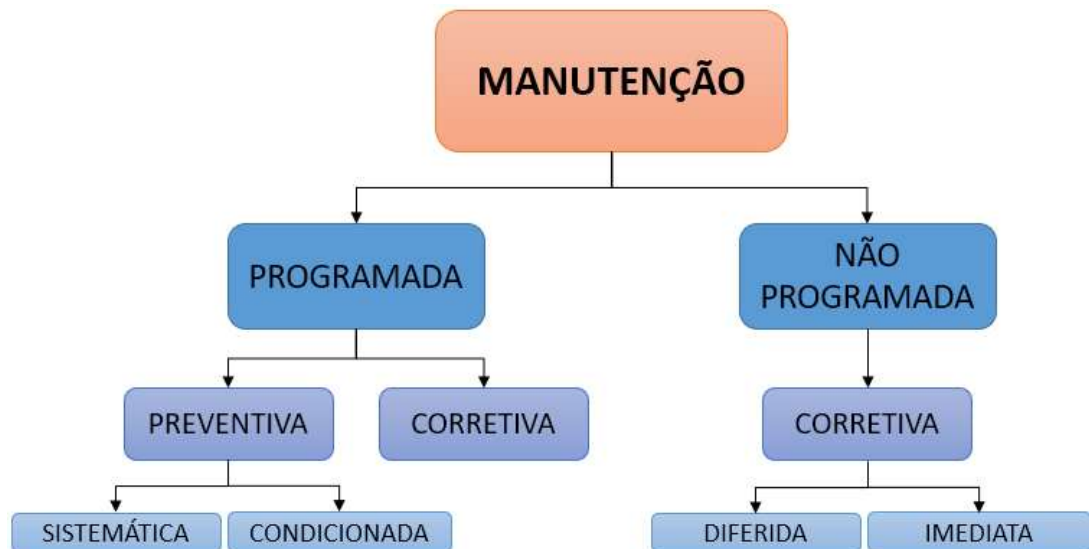 MANUTENÇÃO
PROGRAMADA
NÃO
PROGRAMADA
PREVENTIVA
CORRETIVA
CORRETIVA
SISTEMÁTICA
CONDICIONADA
DIFERIDA
IMEDIATA